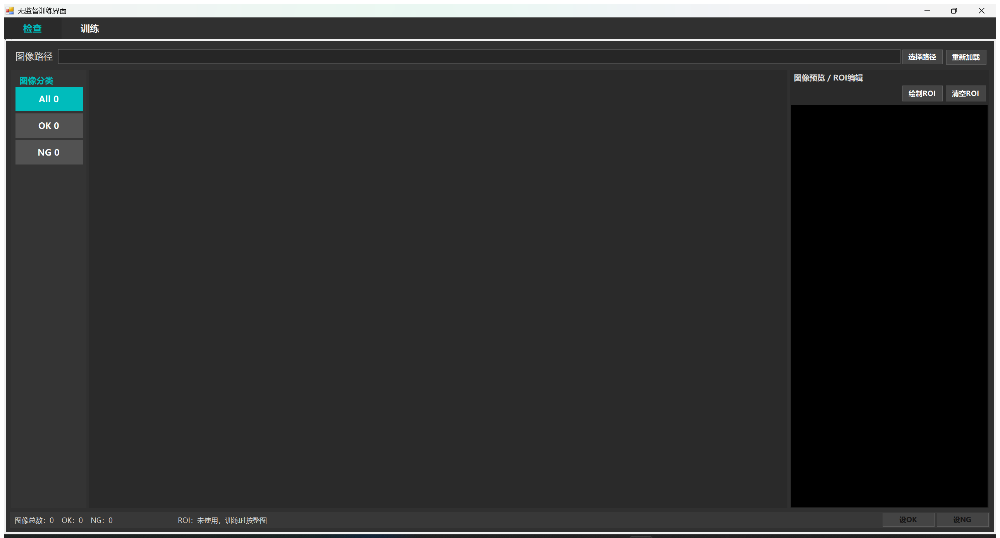 无监督训练界面
检查 训练
图像路径 选择路径 重新加载
图像分类
All 0
OK 0
NG 0
图像预览 / ROI编辑
绘制ROI 清空ROI
图像总数：0 OK：0 NG：0 ROI：未使用，训练时按整图 设OK 设NG